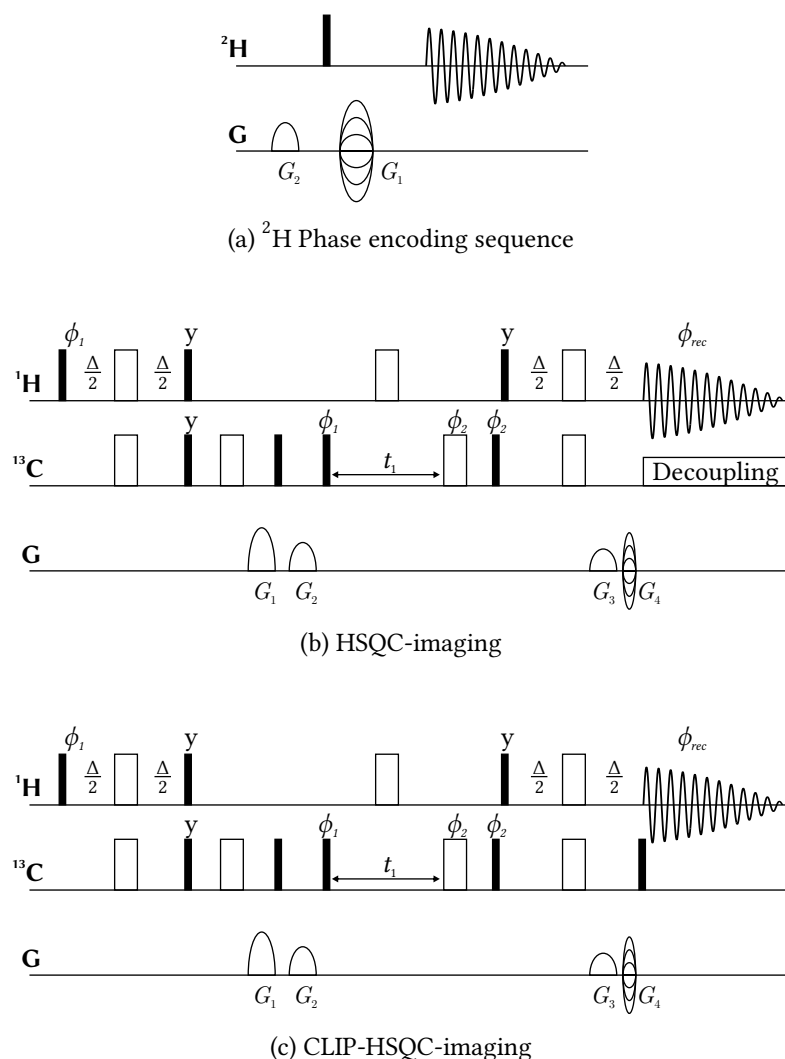 ²H
G
G₂ G₁
(a) ²H Phase encoding sequence
ϕ₁ y y ϕrec
Δ/2 Δ/2 Δ/2 Δ/2
¹H
y ϕ₁ ϕ₂ ϕ₂
¹³C t₁ Decoupling
G
G₁ G₂ G₃ G₄
(b) HSQC-imaging
ϕ₁ y y ϕrec
Δ/2 Δ/2 Δ/2 Δ/2
¹H
y ϕ₁ ϕ₂ ϕ₂
¹³C t₁
G
G₁ G₂ G₃ G₄
(c) CLIP-HSQC-imaging